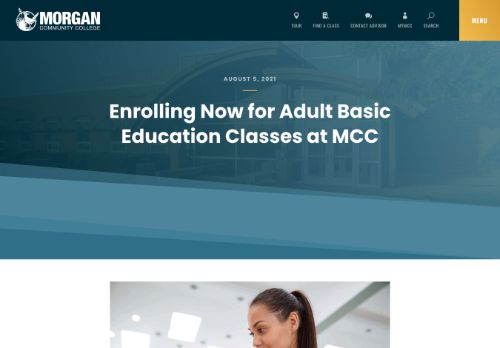 MORGAN
COMMUNITY COLLEGE
TOUR
FIND A CLASS
CONTACT ADVISOR
MYMCC
SEARCH
MENU
AUGUST 5, 2021
Enrolling Now for Adult Basic
Education Classes at MCC